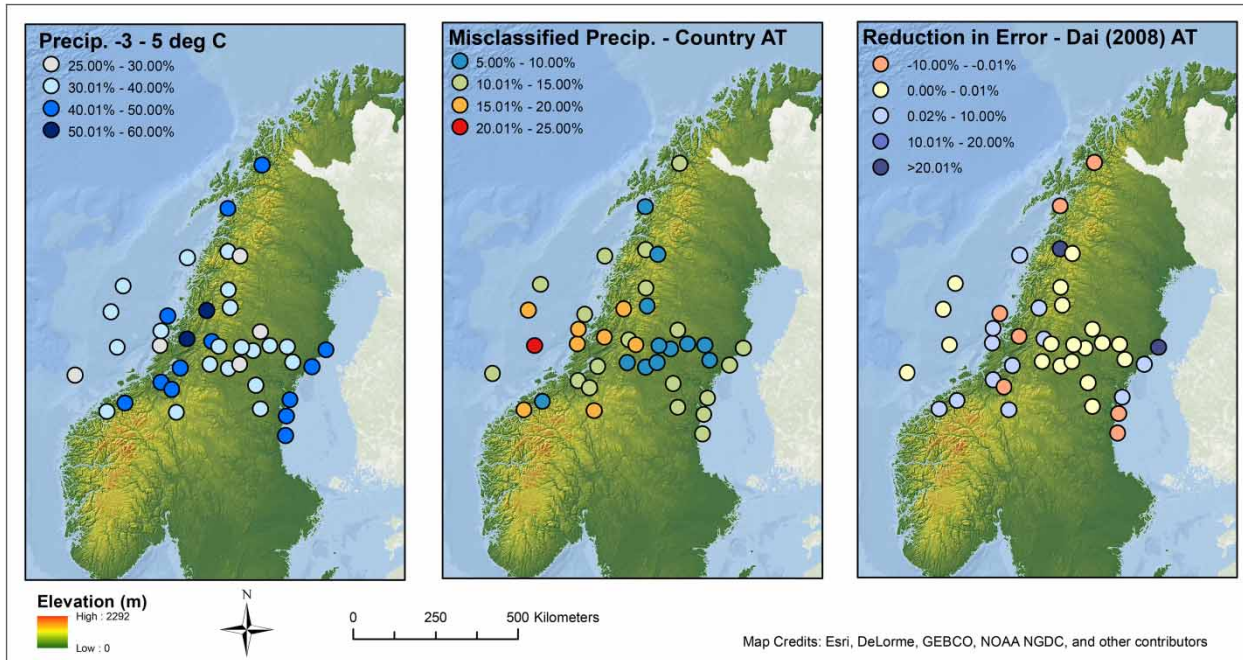 Precip. -3 - 5 deg C
25.00% - 30.00%
30.01% - 40.00%
40.01% - 50.00%
50.01% - 60.00%
Misclassified Precip. - Country AT
5.00% - 10.00%
10.01% - 15.00%
15.01% - 20.00%
20.01% - 25.00%
Reduction in Error - Dai (2008) AT
-10.00% - -0.01%
0.00% - 0.01%
0.02% - 10.00%
10.01% - 20.00%
>20.01%
Elevation (m)
High : 2292
Low : 0
N
0 250 500 Kilometers
Map Credits: Esri, DeLorme, GEBCO, NOAA NGDC, and other contributors